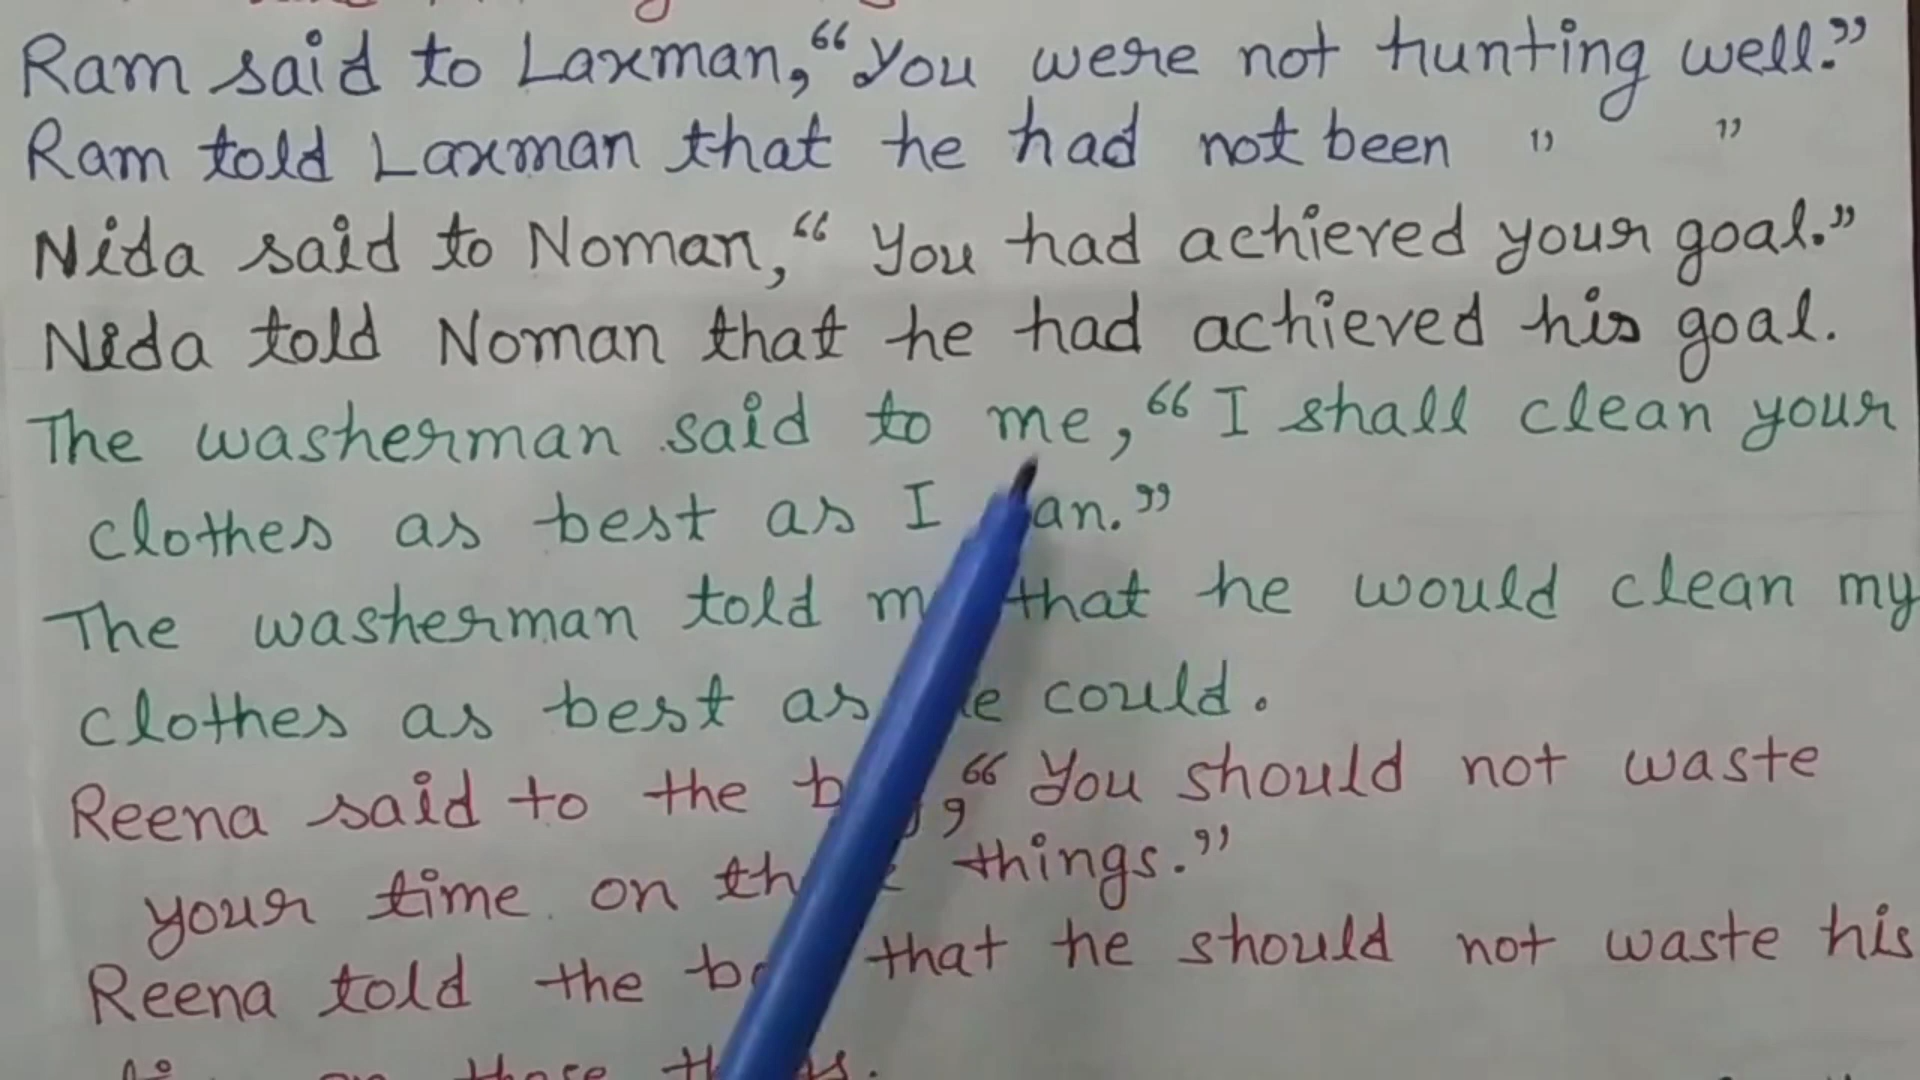 Ram said to Laxman, “You were not hunting well.”
Ram told Laxman that he had not been " "
Nida said to Noman, “You had achieved your goal.”
Nida told Noman that he had achieved his goal.
The washerman said to me, “I shall clean your
clothes as best as I
The washerman told that he would clean my
clothes as best as could.
Reena said to the “You should not waste
your time on things.”
Reena told the that he should not waste his
on those